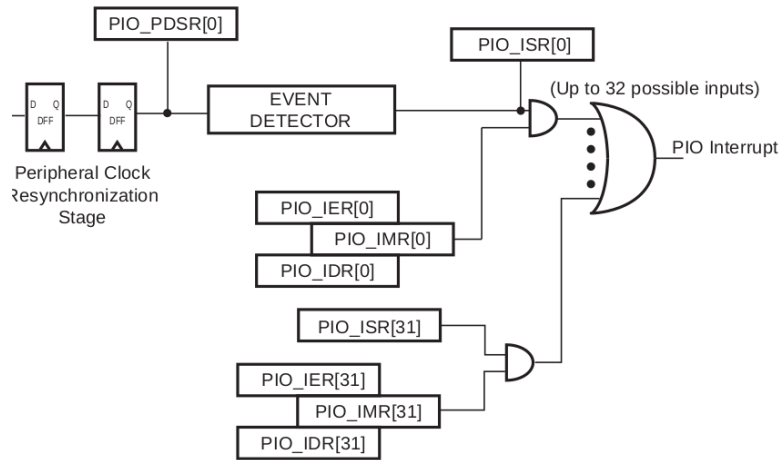 PIO_PDSR[0]
PIO_ISR[0]
(Up to 32 possible inputs)
D Q
DFF
D Q
DFF
EVENT
DETECTOR
PIO Interrupt
Peripheral Clock
Resynchronization
Stage
PIO_IER[0]
PIO_IMR[0]
PIO_IDR[0]
PIO_ISR[31]
PIO_IER[31]
PIO_IMR[31]
PIO_IDR[31]